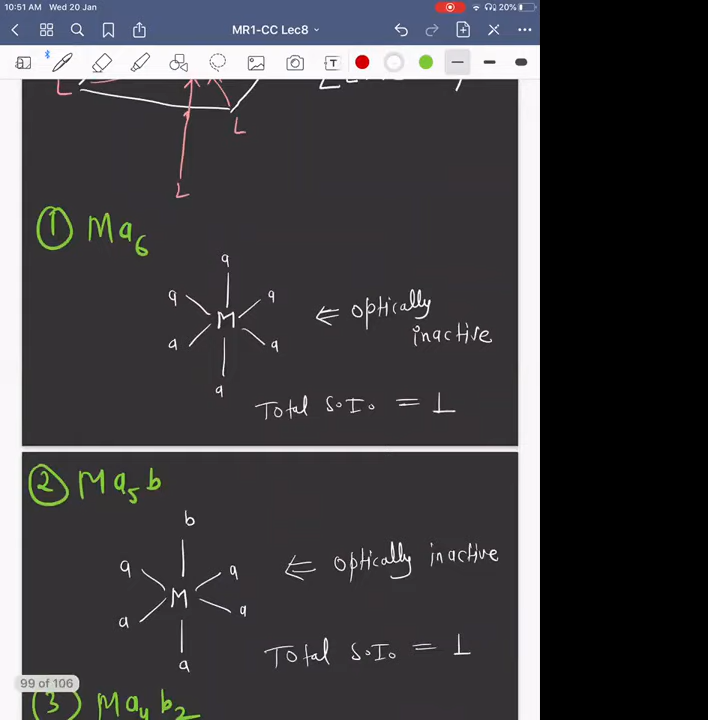 10:51 AM Wed 20 Jan
20%
MR1-CC Lec8
T
L
L
L
① Ma6
a
a
a
M
a
a
a
⇐ optically
inactive
Total S.I. = 1
② Ma5b
b
a
a
M
a
a
a
⇐ optically inactive
Total S.I. = 1
99 of 106
③ Ma4b2